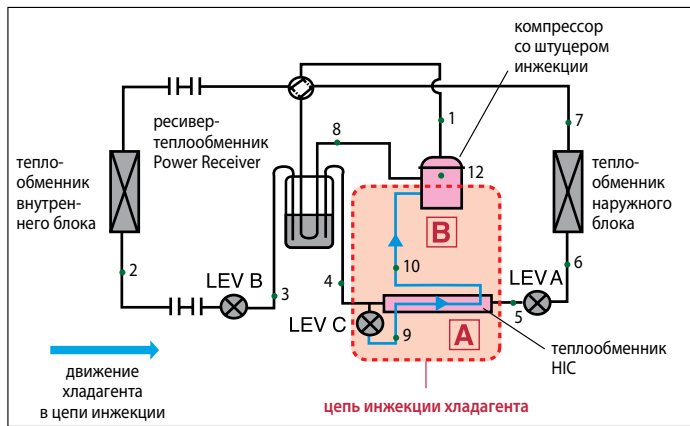 компрессор
со штуцером
инжекции
1
7
ресивер-
теплообменник
Power Receiver
8
12
тепло-
обменник
внутрен-
него блока
тепло-
обменник
наружного
блока
B
2
LEV B
3
4
10
LEV A
6
5
LEV C
9
A
теплообменник
HIC
движение
хладагента
в цепи инжекции
цепь инжекции хладагента